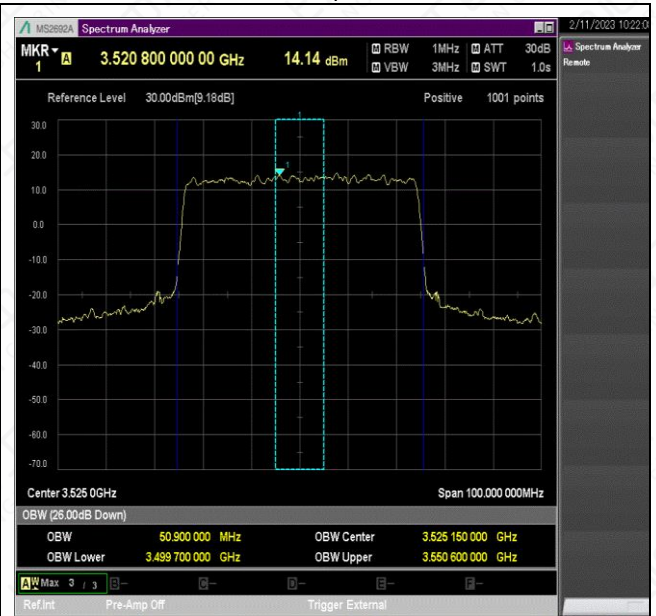 MS2692A Spectrum Analyzer
2/11/2023 10:22:0
MKR 1 A 3.520 800 000 00 GHz 14.14 dBm
M RBW 1MHz M ATT 30dB
M VBW 3MHz M SWT 1.0s
Spectrum Analyzer
Remote
Reference Level 30.00dBm[9.18dB] Positive 1001 points
1
30.0
20.0
1
10.0
0.0
-10.0
-20.0
-30.0
-40.0
-50.0
-60.0
-70.0
Center 3.525 0GHz Span 100.000 000MHz
OBW (26.00dB Down)
OBW 50.900 000 MHz OBW Center 3.525 150 000 GHz
OBW Lower 3.499 700 000 GHz OBW Upper 3.550 600 000 GHz
A W Max 3 / 3 B- C- D- E- F-
Ref.Int Pre-Amp Off Trigger External